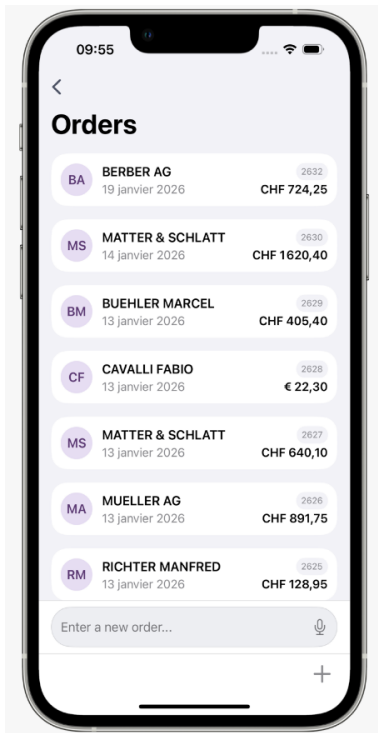 09:55
Orders
BA BERBER AG 2632
19 janvier 2026 CHF 724,25
MS MATTER & SCHLATT 2630
14 janvier 2026 CHF 1620,40
BM BUEHLER MARCEL 2629
13 janvier 2026 CHF 405,40
CF CAVALLI FABIO 2628
13 janvier 2026 € 22,30
MS MATTER & SCHLATT 2627
13 janvier 2026 CHF 640,10
MA MUELLER AG 2626
13 janvier 2026 CHF 891,75
RM RICHTER MANFRED 2625
13 janvier 2026 CHF 128,95
Enter a new order...